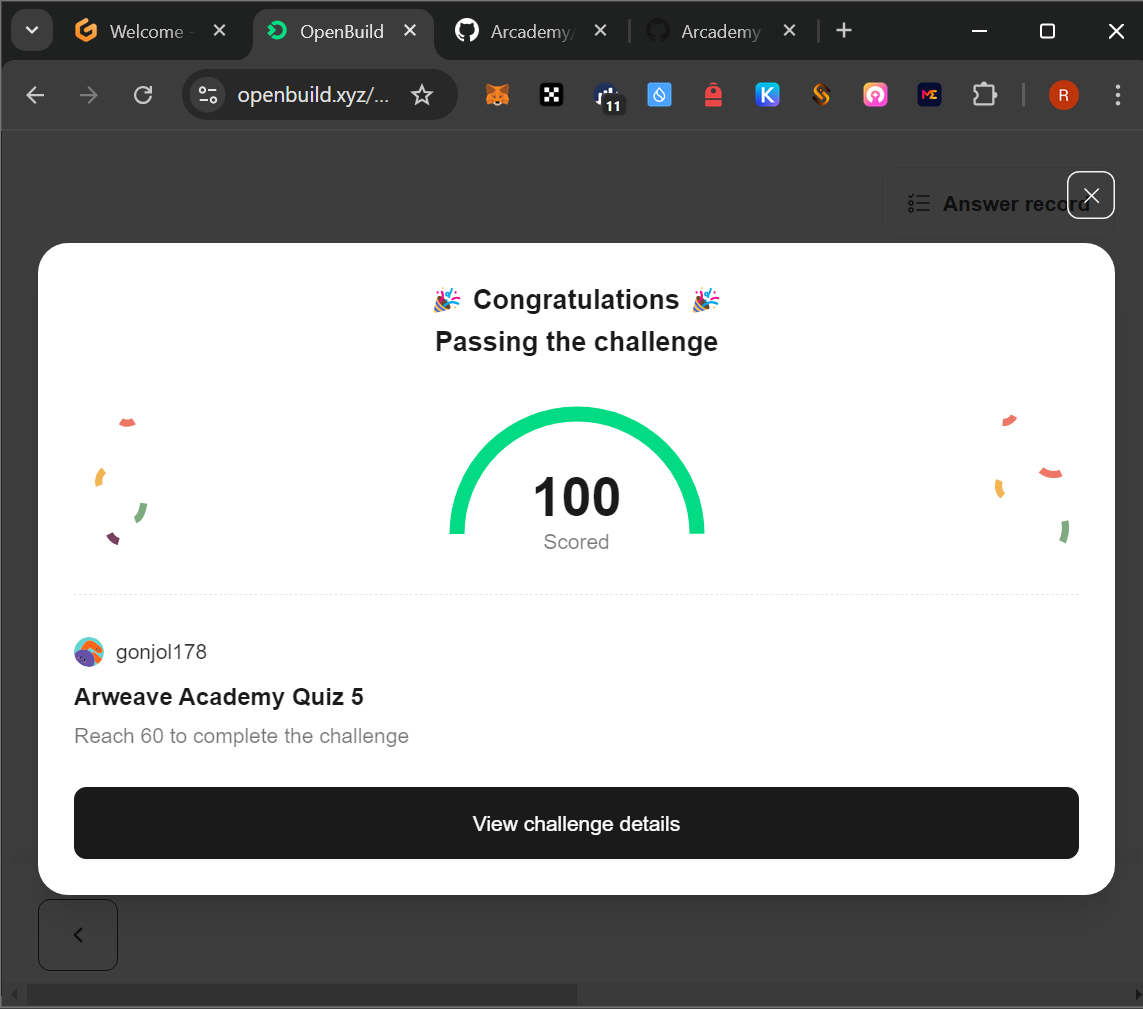 Welcome -
OpenBuild
Arcademy/
Arcademy
openbuild.xyz/...
11
K
R
Answer record
Congratulations
Passing the challenge
100
Scored
gonjol178
Arweave Academy Quiz 5
Reach 60 to complete the challenge
View challenge details